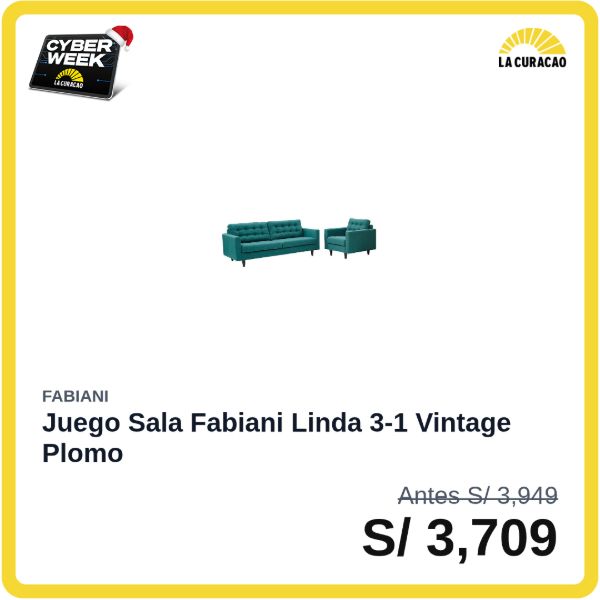 CYBER
WEEK
LA CURACAO
LA CURACAO
FABIANI
Juego Sala Fabiani Linda 3-1 Vintage
Plomo
Antes S/ 3,949
S/ 3,709